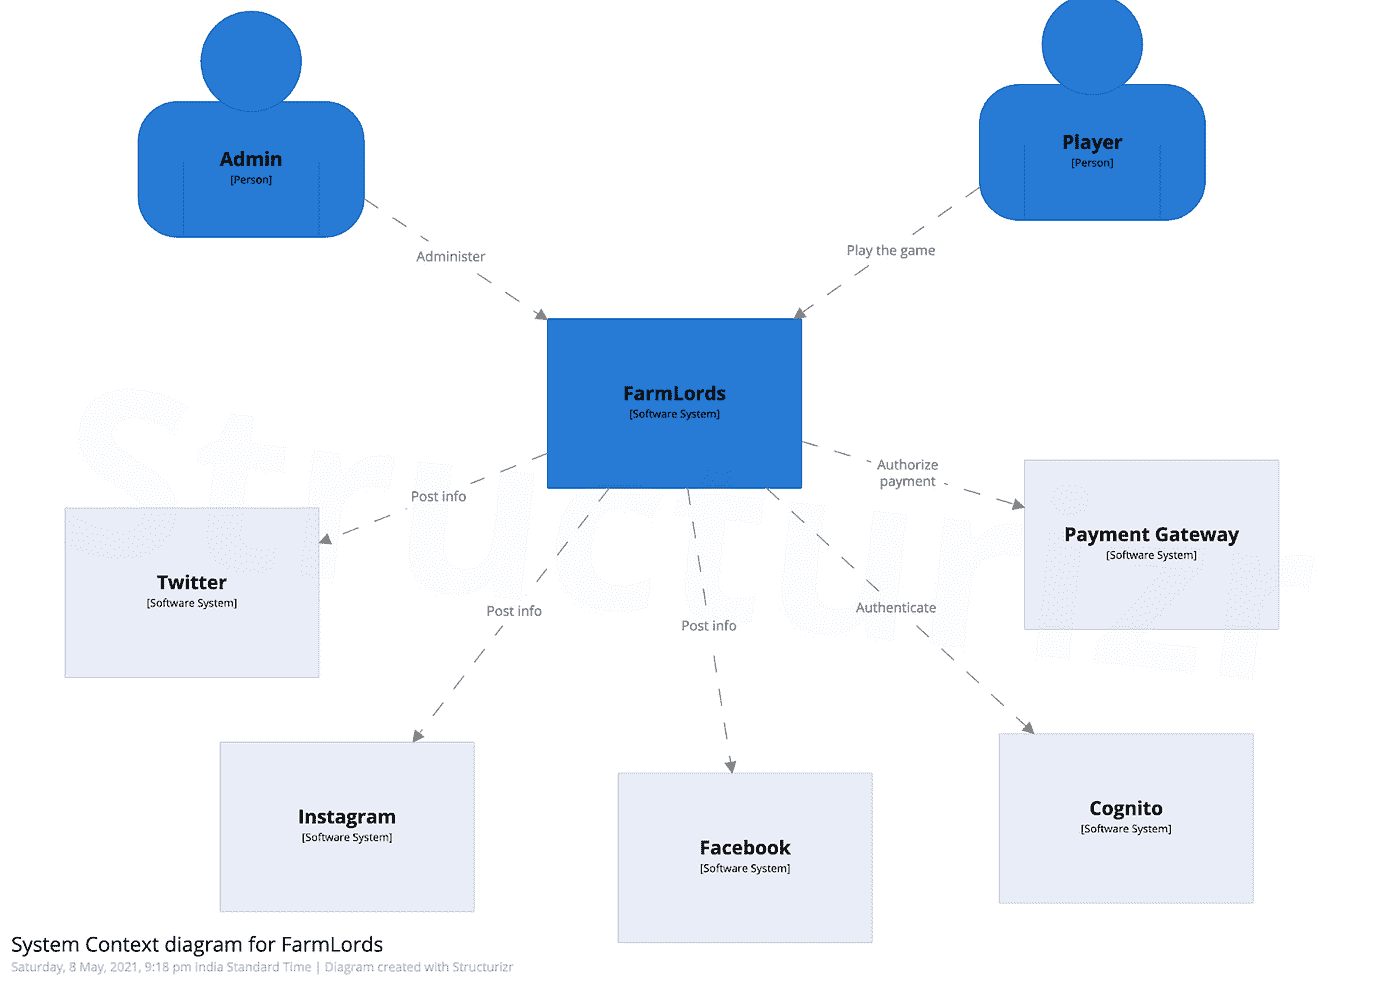 Admin
[Person]
Player
[Person]
Administer
Play the game
FarmLords
[Software System]
Post info
Authorize
payment
Twitter
[Software System]
Payment Gateway
[Software System]
Post info
Post info
Authenticate
Instagram
[Software System]
Facebook
[Software System]
Cognito
[Software System]
Structurizr
System Context diagram for FarmLords
Saturday, 8 May, 2021, 9:18 pm India Standard Time | Diagram created with Structurizr